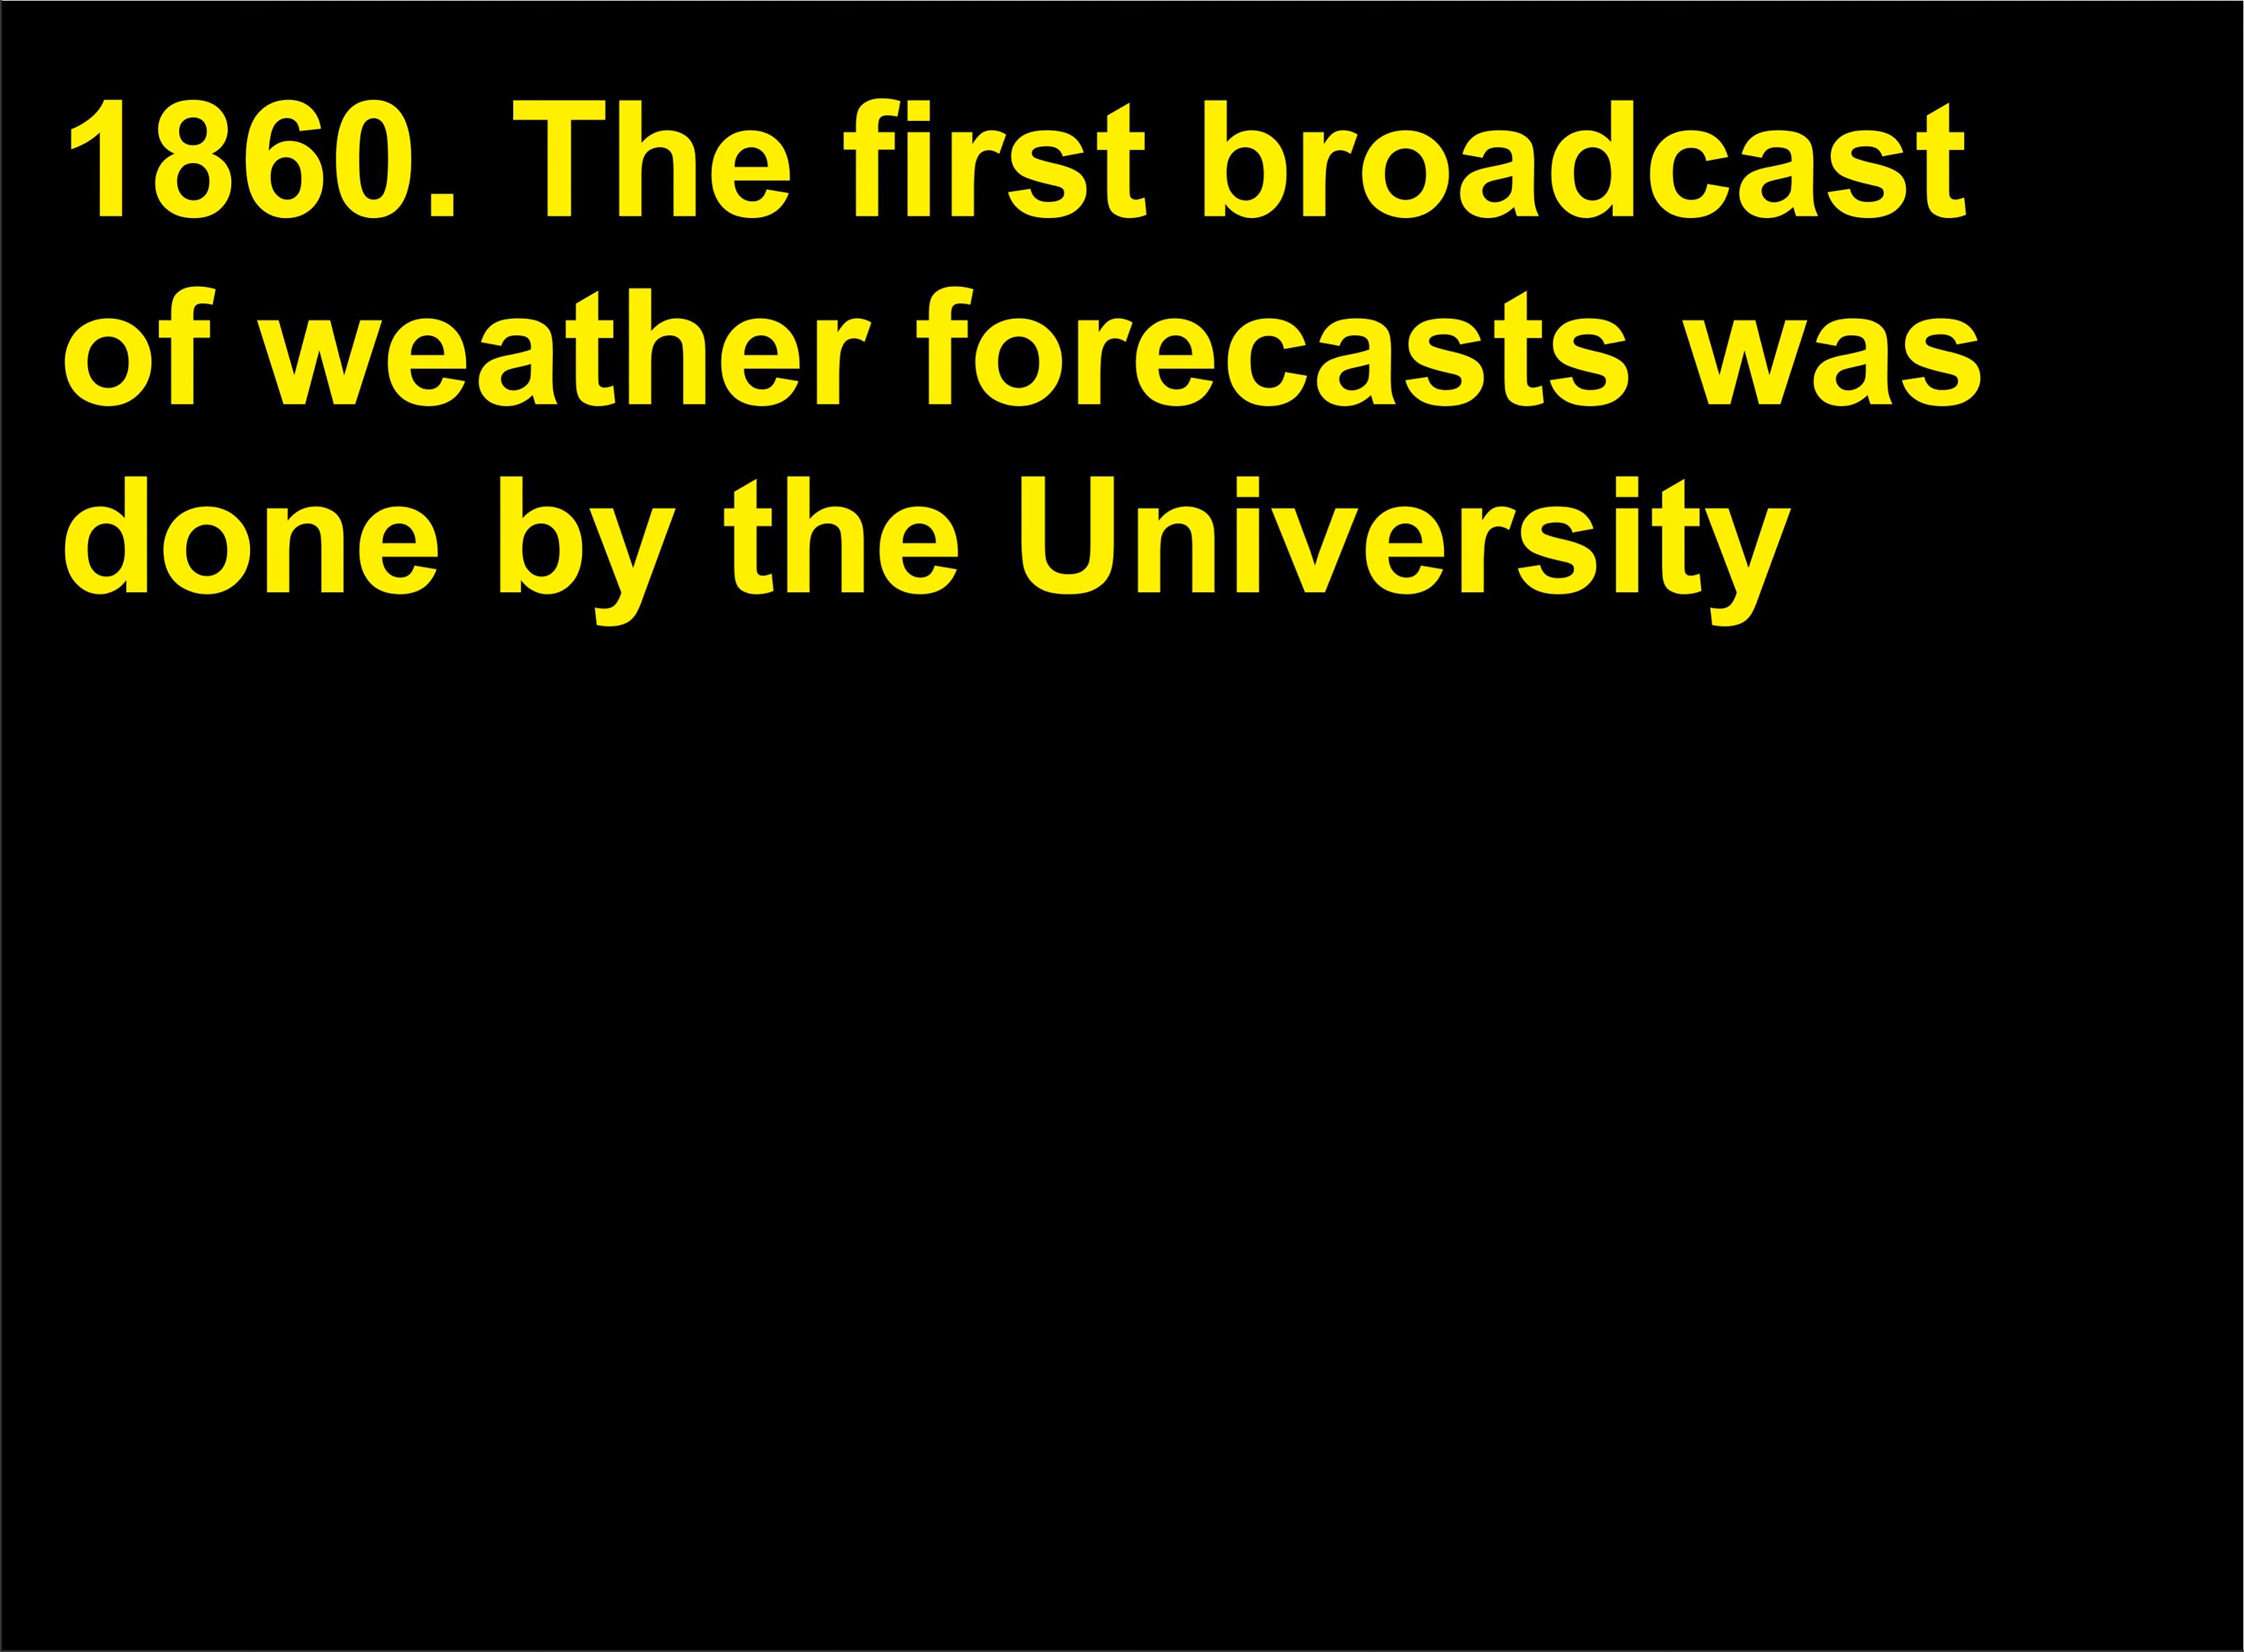 1860. The first broadcast
of weather forecasts was
done by the University